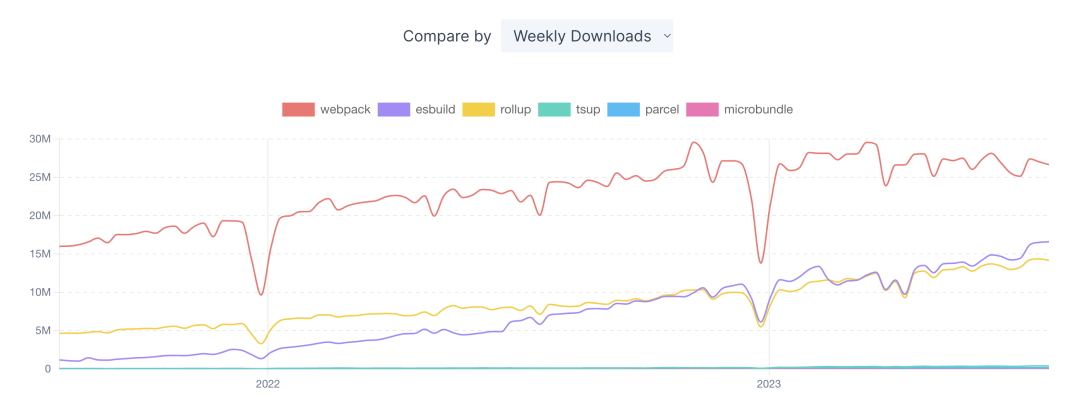 Compare by Weekly Downloads
webpack esbuild rollup tsup parcel microbundle
30M
25M
20M
15M
10M
5M
0
2022 2023